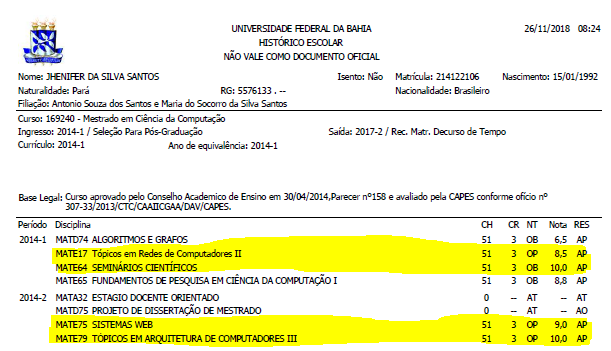 UNIVERSIDADE FEDERAL DA BAHIA 26/11/2018 08:24
HISTÓRICO ESCOLAR
NÃO VALE COMO DOCUMENTO OFICIAL
Nome: JHENIFER DA SILVA SANTOS Isento: Não Matrícula: 214122106 Nascimento: 15/01/1992
Naturalidade: Pará RG: 5576133 . -- Nacionalidade: Brasileiro
Filiação: Antonio Souza dos Santos e Maria do Socorro da Silva Santos
Curso: 169240 - Mestrado em Ciência da Computação
Ingresso: 2014-1 / Seleção Para Pós-Graduação Saída: 2017-2 / Rec. Matr. Decurso de Tempo
Currículo: 2014-1 Ano de equivalência: 2014-1
Base Legal: Curso aprovado pelo Conselho Academico de Ensino em 30/04/2014,Parecer nº158 e avaliado pela CAPES conforme ofício nº
307-33/2013/CTC/CAAIICGAA/DAV/CAPES.
Período Disciplina CH CR NT Nota RES
2014-1 MATD74 ALGORITMOS E GRAFOS 51 3 OB 6,5 AP
MATE17 Tópicos em Redes de Computadores II 51 3 OP 8,5 AP
MATE64 SEMINÁRIOS CIENTÍFICOS 51 3 OB 10,0 AP
MATE65 FUNDAMENTOS DE PESQUISA EM CIÊNCIA DA COMPUTAÇÃO I 51 3 OB 8,8 AP
2014-2 MATA32 ESTAGIO DOCENTE ORIENTADO 0 -- AT -- AT
MATD75 PROJETO DE DISSERTAÇÃO DE MESTRADO 0 -- AT -- AO
MATE75 SISTEMAS WEB 51 3 OP 9,0 AP
MATE79 TÓPICOS EM ARQUITETURA DE COMPUTADORES III 51 3 OP 10,0 AP